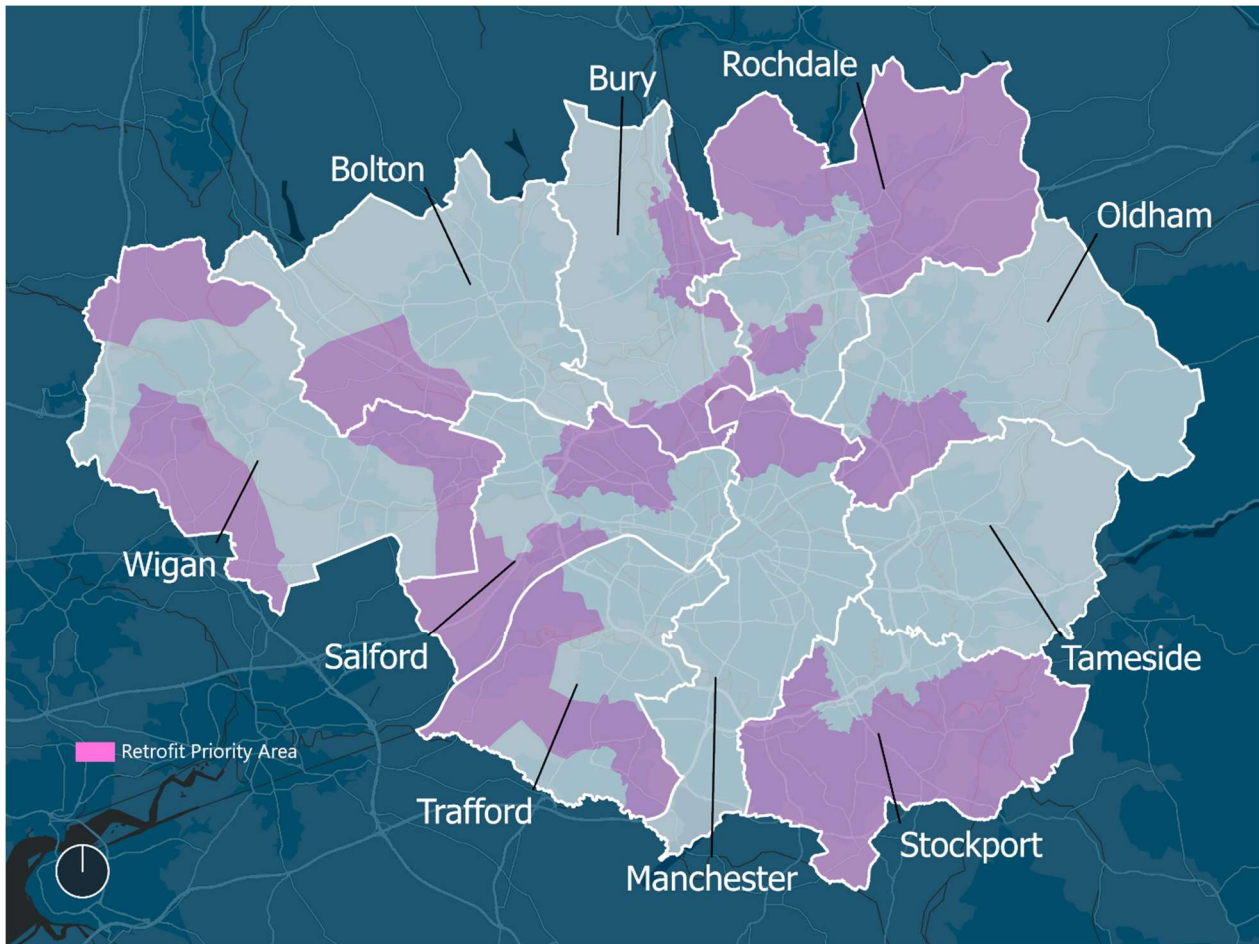 Rochdale
Bury
Bolton
Oldham
Wigan
Salford
Tameside
Retrofit Priority Area
Trafford
Stockport
Manchester